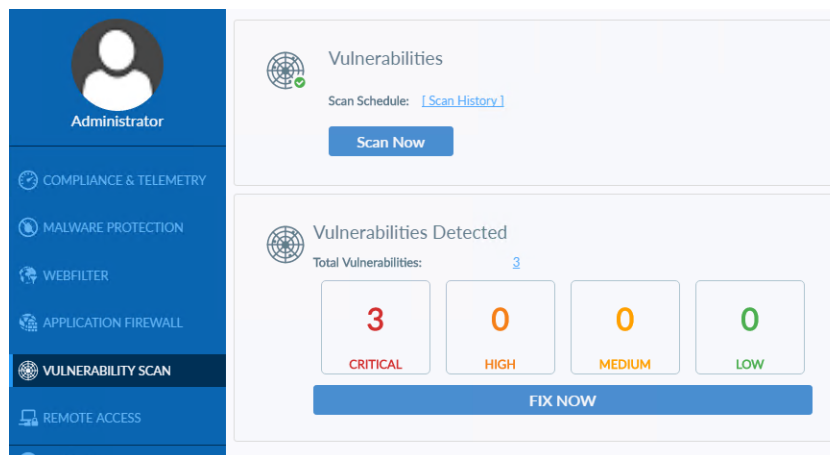 Administrator
COMPLIANCE & TELEMETRY
MALWARE PROTECTION
WEBFILTER
APPLICATION FIREWALL
VULNERABILITY SCAN
REMOTE ACCESS
Vulnerabilities
Scan Schedule: [ Scan History ]
Scan Now
Vulnerabilities Detected
Total Vulnerabilities: 3
3 0 0 0
CRITICAL HIGH MEDIUM LOW
FIX NOW